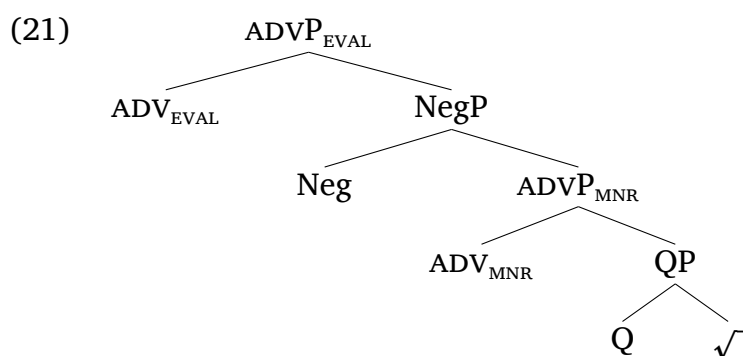 (21) ADVP_EVAL
ADV_EVAL NegP
Neg ADVP_MNR
ADV_MNR QP
Q √